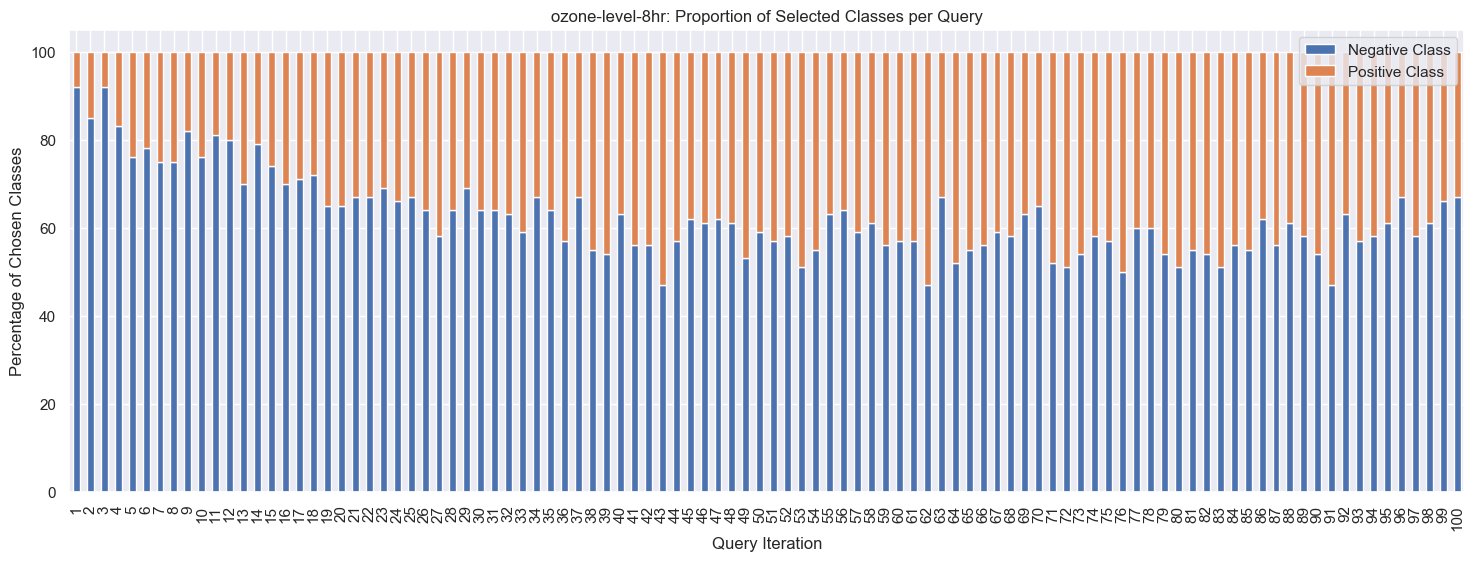 ozone-level-8hr: Proportion of Selected Classes per Query
Negative Class
Positive Class
Percentage of Chosen Classes
100
80
60
40
20
0
1 2 3 4 5 6 7 8 9 10 11 12 13 14 15 16 17 18 19 20 21 22 23 24 25 26 27 28 29 30 31 32 33 34 35 36 37 38 39 40 41 42 43 44 45 46 47 48 49 50 51 52 53 54 55 56 57 58 59 60 61 62 63 64 65 66 67 68 69 70 71 72 73 74 75 76 77 78 79 80 81 82 83 84 85 86 87 88 89 90 91 92 93 94 95 96 97 98 99 100
Query Iteration